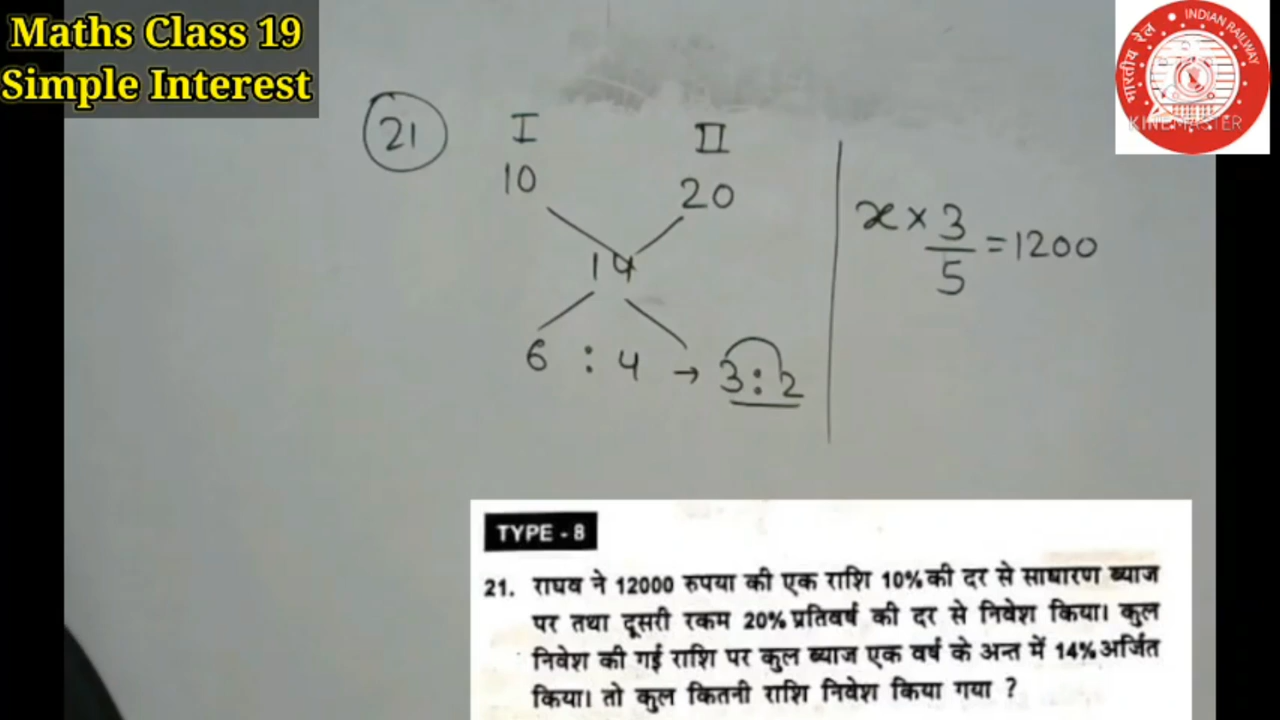 Maths Class 19
Simple Interest
भारतीय रेल INDIAN RAILWAY
KINEMASTER
21
I II
10 20
14
6 : 4 → 3:2
x × 3/5 = 1200
TYPE - 8
21. राघव ने 12000 रुपया की एक राशि 10% की दर से साधारण ब्याज
पर तथा दूसरी रकम 20% प्रतिवर्ष की दर से निवेश किया। कुल
निवेश की गई राशि पर कुल ब्याज एक वर्ष के अन्त में 14% अर्जित
किया। तो कुल कितनी राशि निवेश किया गया ?